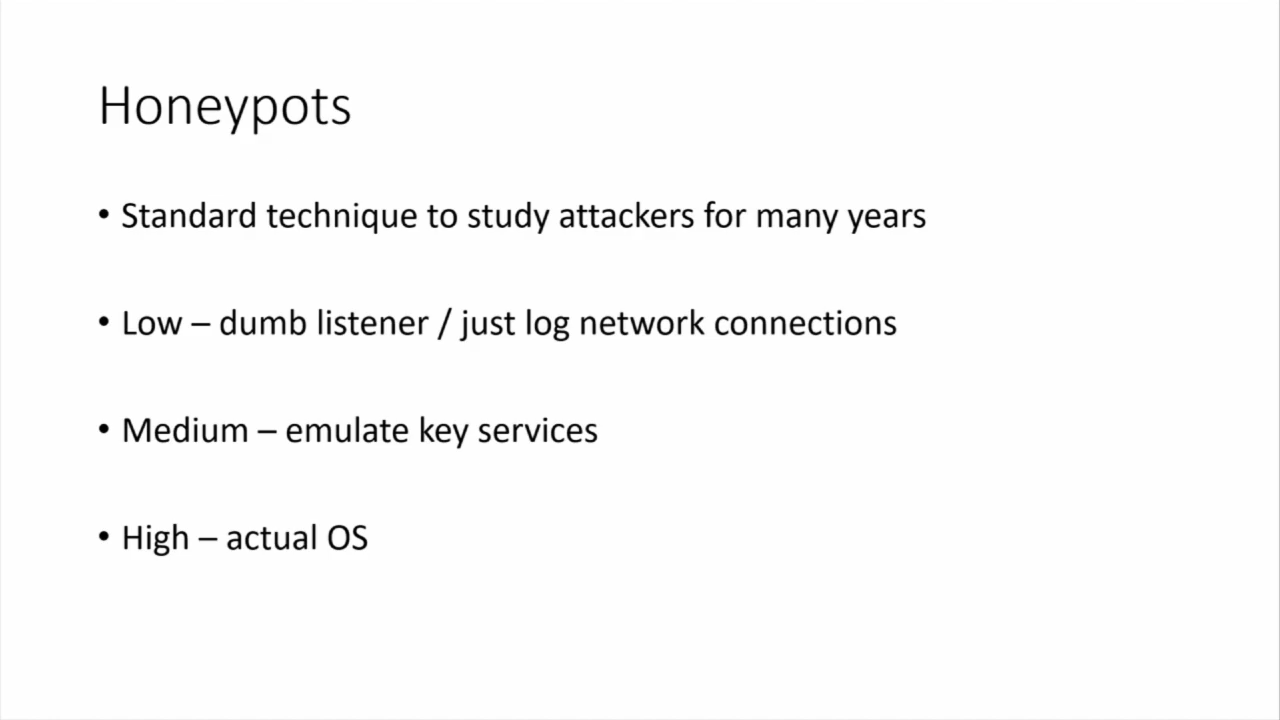 Honeypots
• Standard technique to study attackers for many years
• Low – dumb listener / just log network connections
• Medium – emulate key services
• High – actual OS